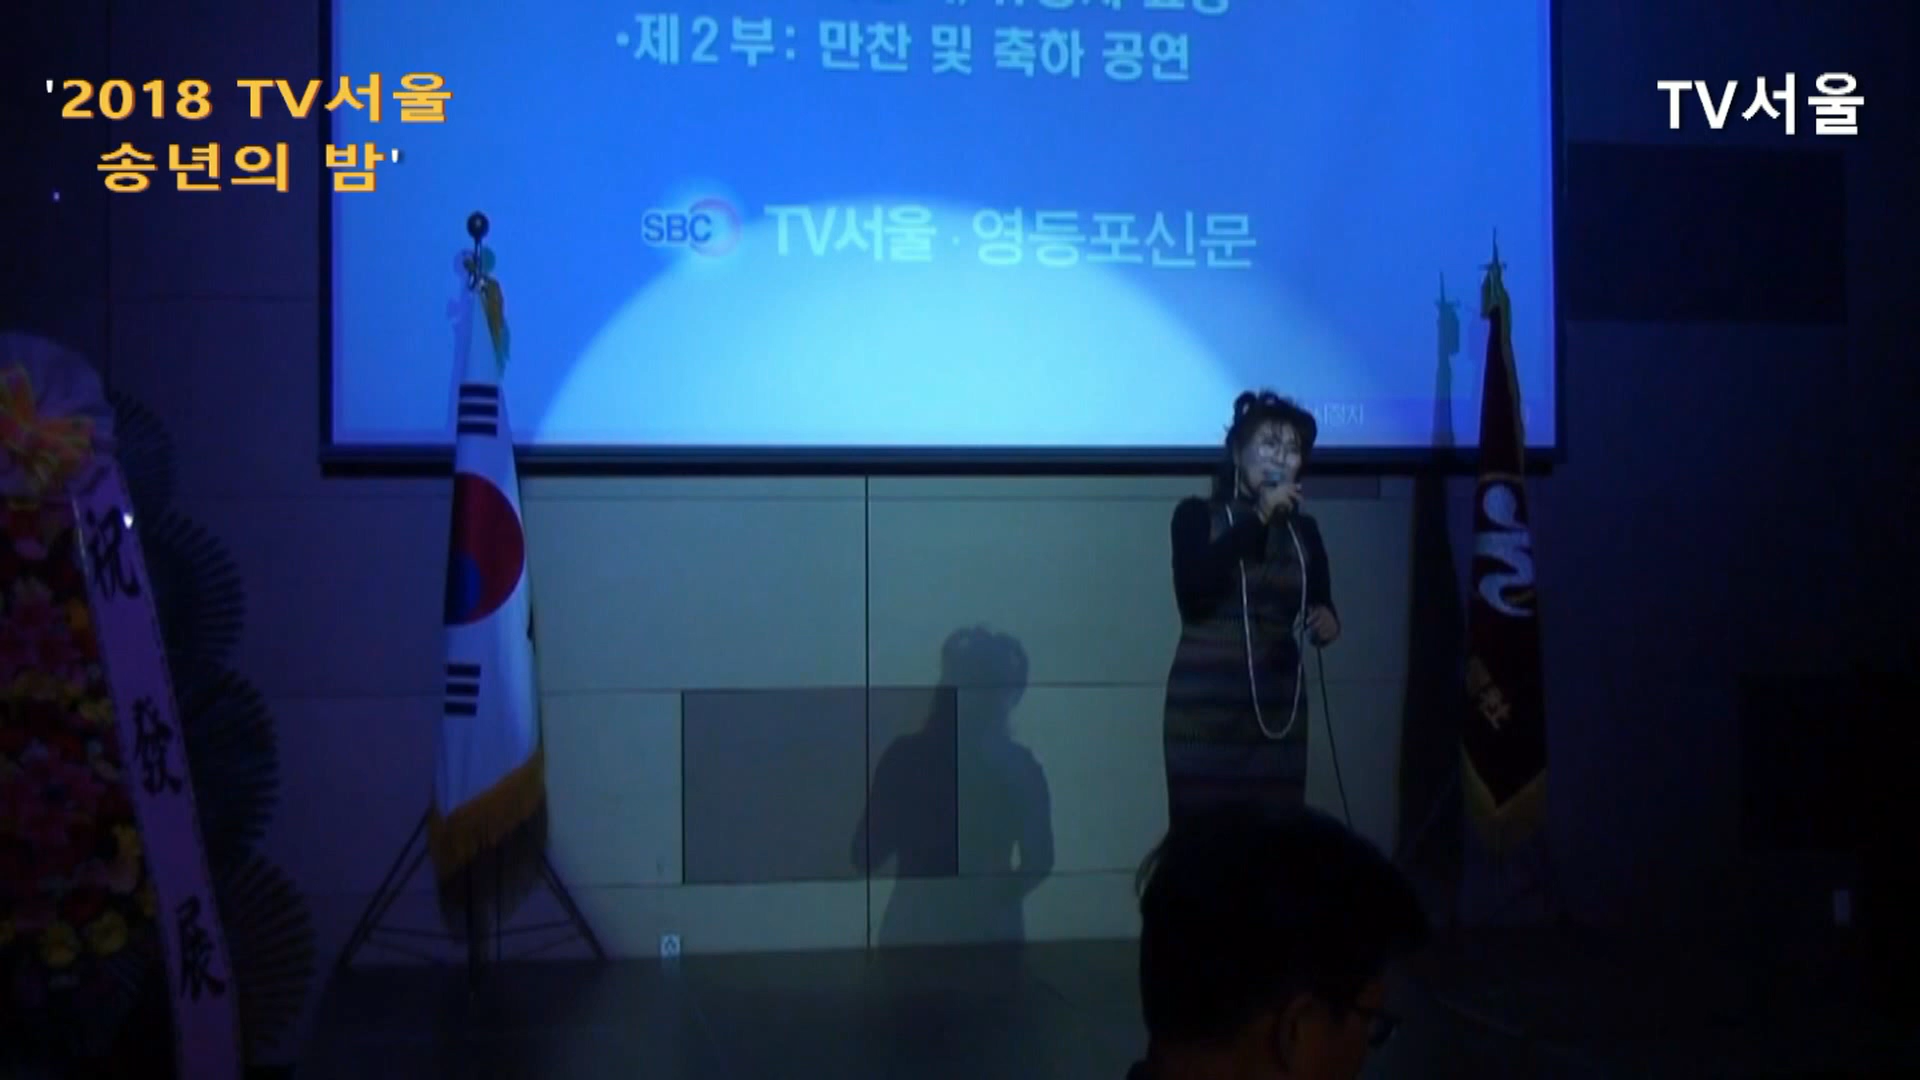 •제2부: 만찬 및 축하 공연
'2018 TV서울
송년의 밤'
TV서울
SBC TV서울 · 영등포신문
祝
發
展